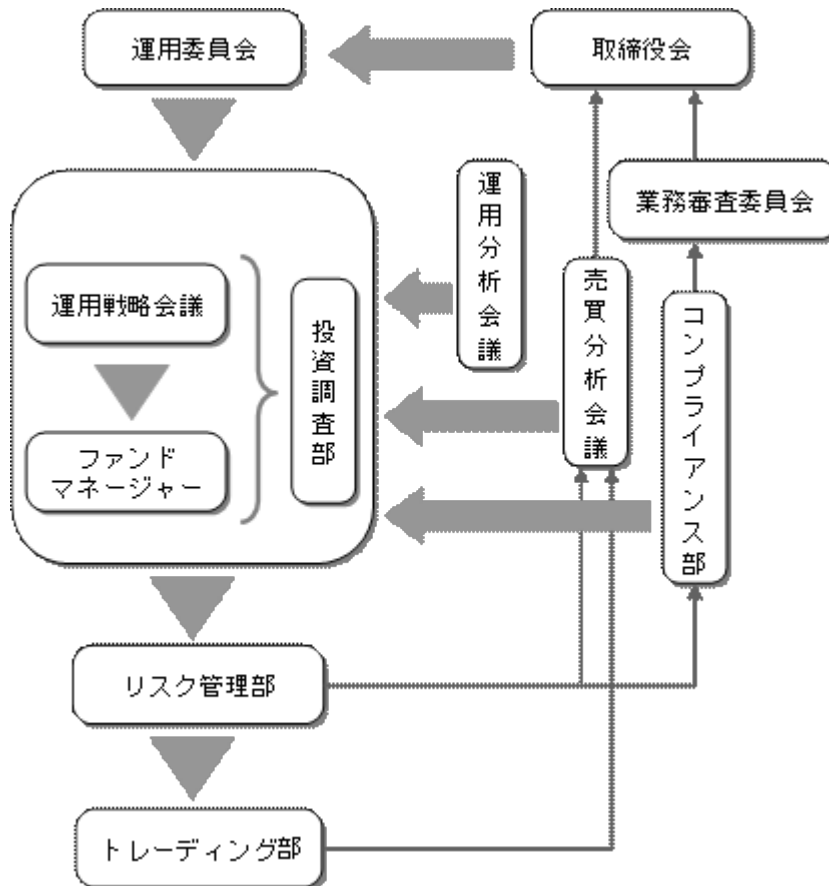 運用委員会
取締役会
運用分析会議
業務審査委員会
売買分析会議
運用戦略会議
投資調査部
コンプライアンス部
ファンド
マネージャー
リスク管理部
トレーディング部